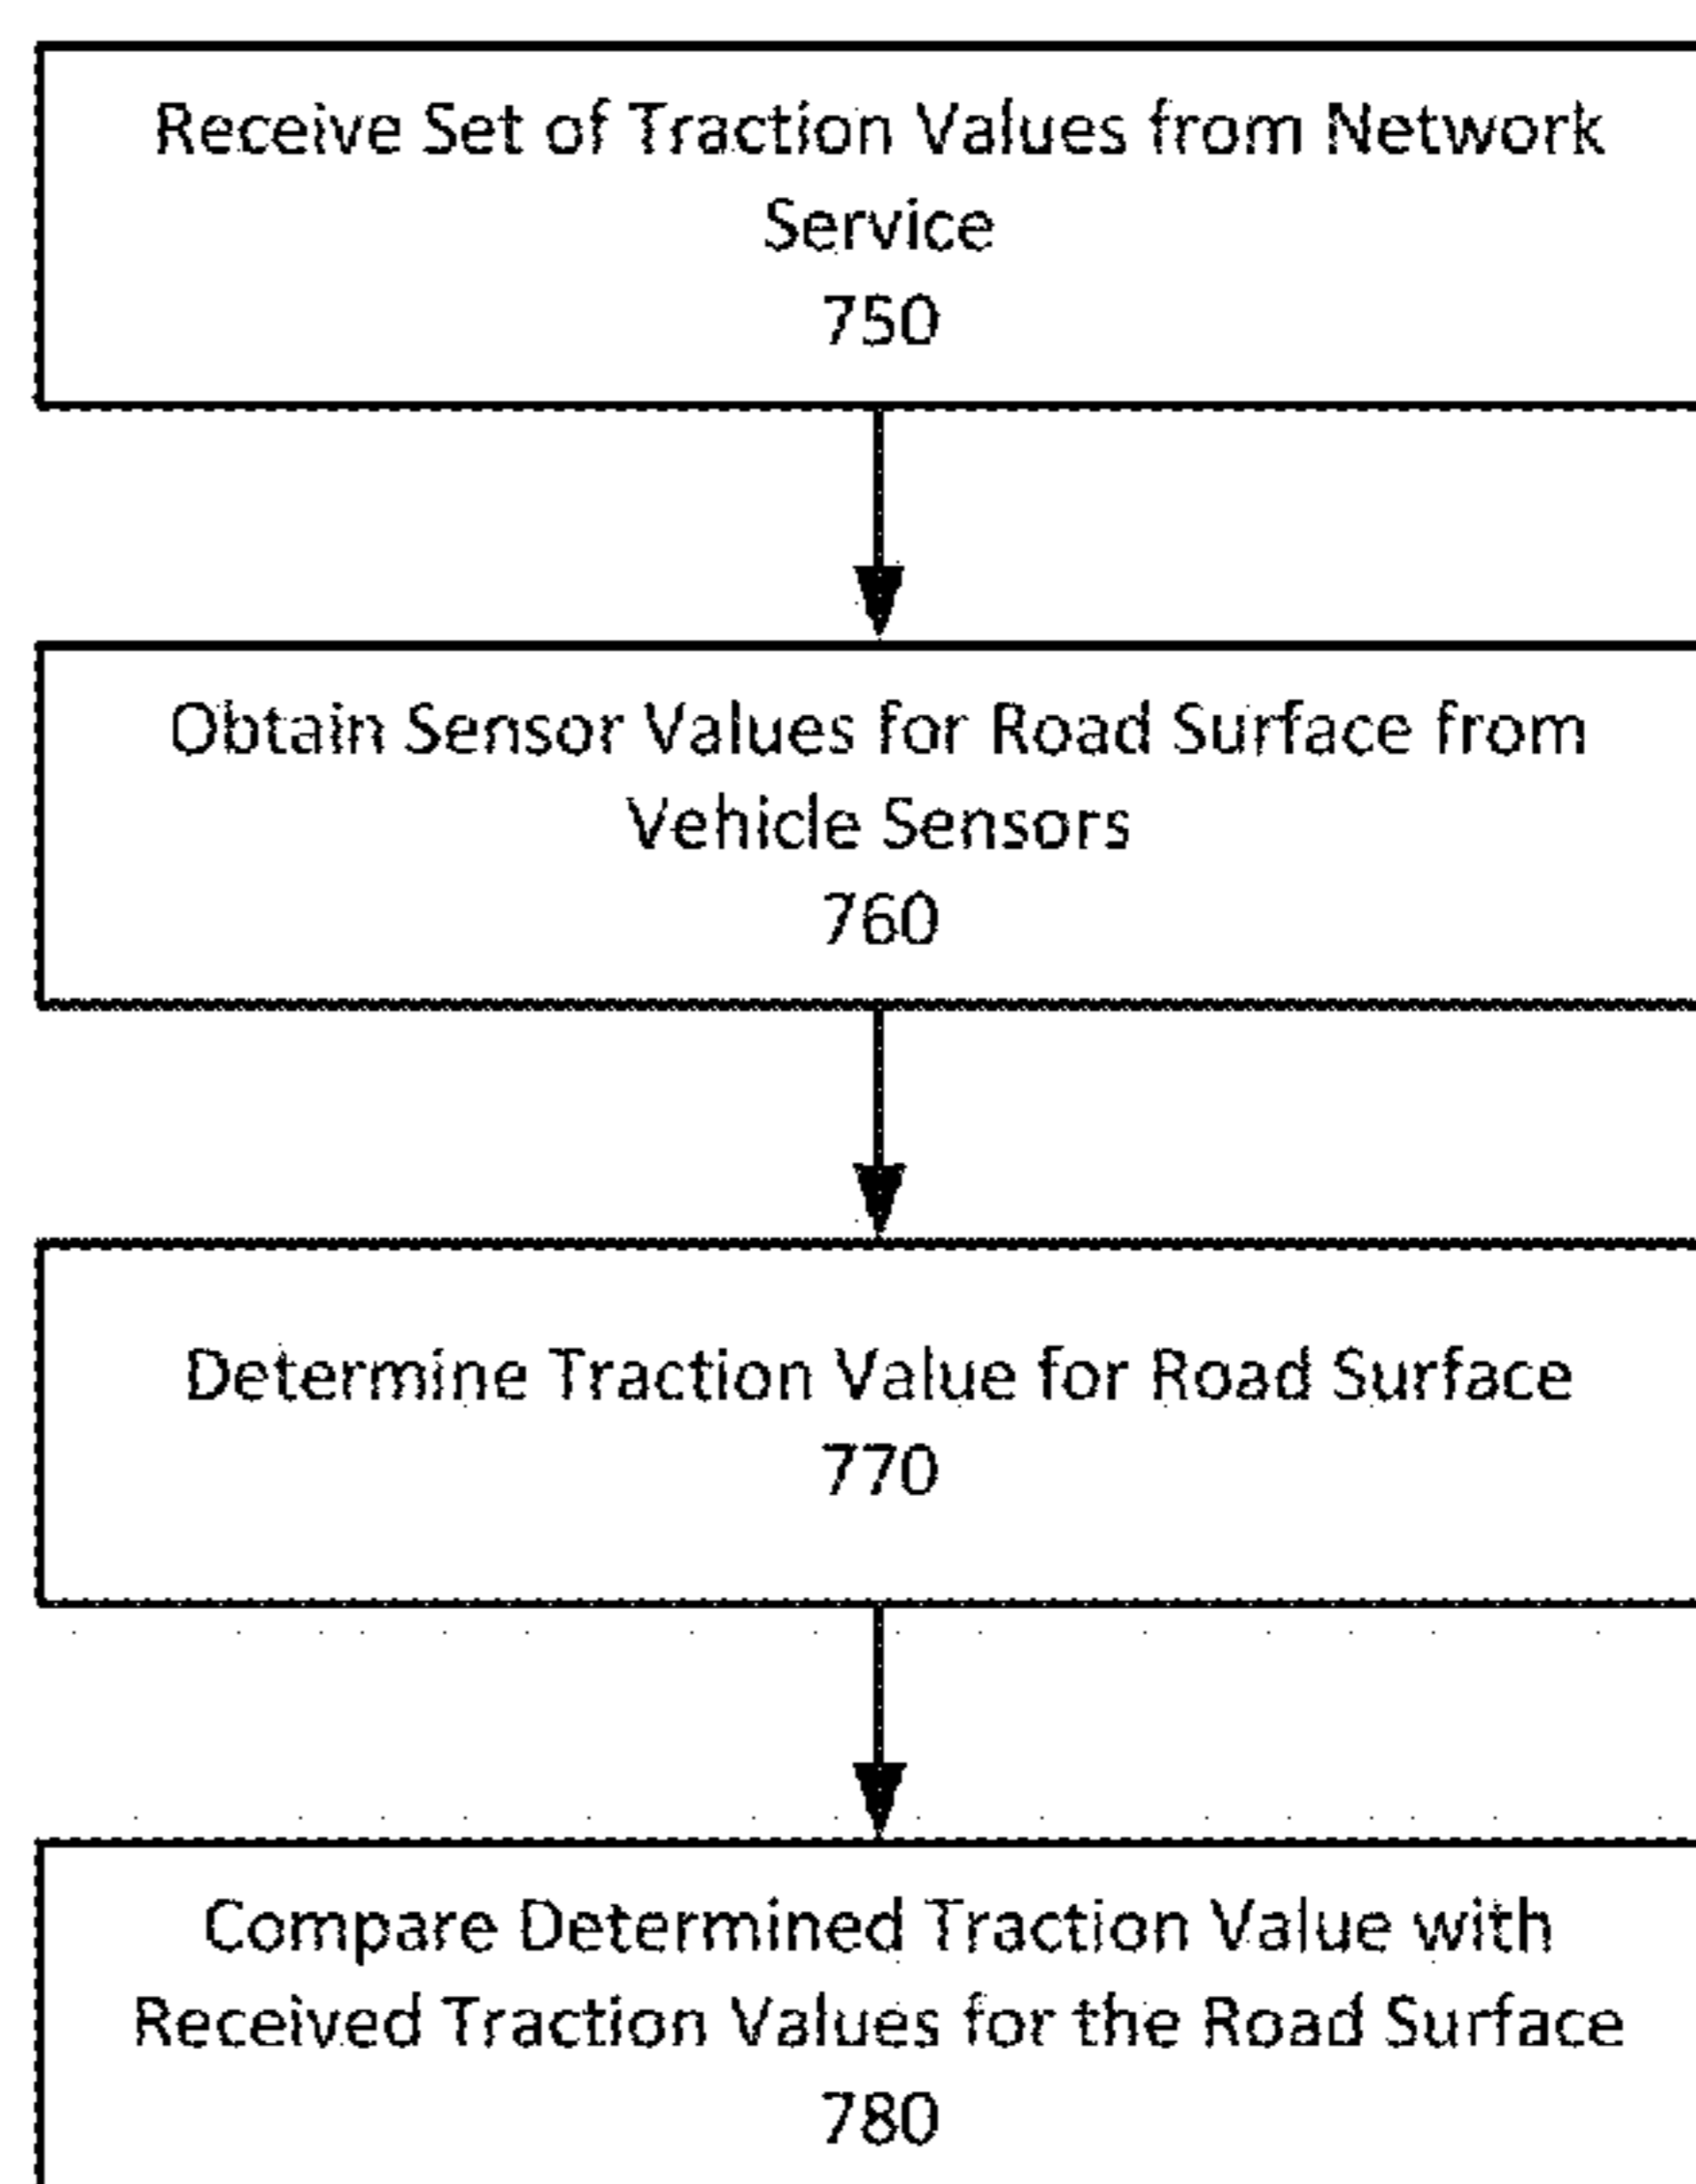 Receive Set of Traction Values from Network
Service
750
Obtain Sensor Values for Road Surface from
Vehicle Sensors
760
Determine Traction Value for Road Surface
770
Compare Determined Traction Value with
Received Traction Values for the Road Surface
780